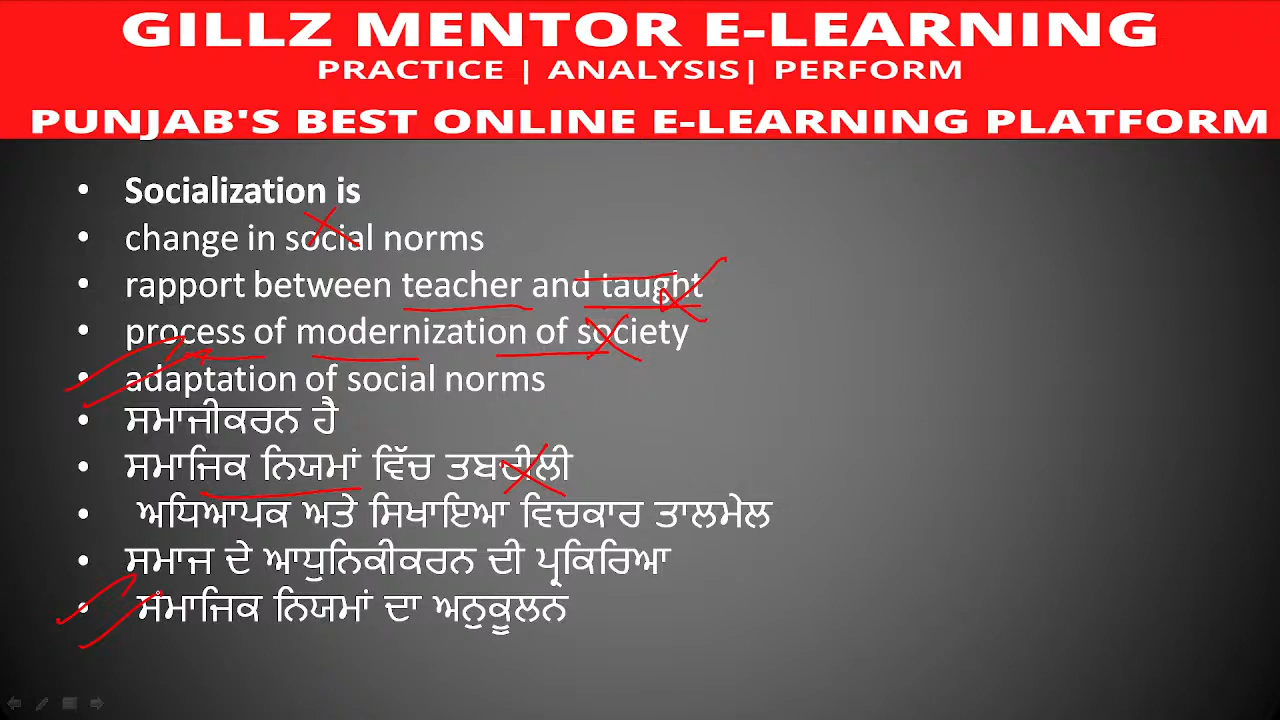 GILLZ MENTOR E-LEARNING
PRACTICE | ANALYSIS| PERFORM
PUNJAB'S BEST ONLINE E-LEARNING PLATFORM
• Socialization is
• change in social norms
• rapport between teacher and taught
• process of modernization of society
• adaptation of social norms
• ਸਮਾਜੀਕਰਨ ਹੈ
• ਸਮਾਜਿਕ ਨਿਯਮਾਂ ਵਿੱਚ ਤਬਦੀਲੀ
• ਅਧਿਆਪਕ ਅਤੇ ਸਿਖਾਇਆ ਵਿਚਕਾਰ ਤਾਲਮੇਲ
• ਸਮਾਜ ਦੇ ਆਧੁਨਿਕੀਕਰਨ ਦੀ ਪ੍ਰਕਿਰਿਆ
• ਸਮਾਜਿਕ ਨਿਯਮਾਂ ਦਾ ਅਨੁਕੂਲਨ